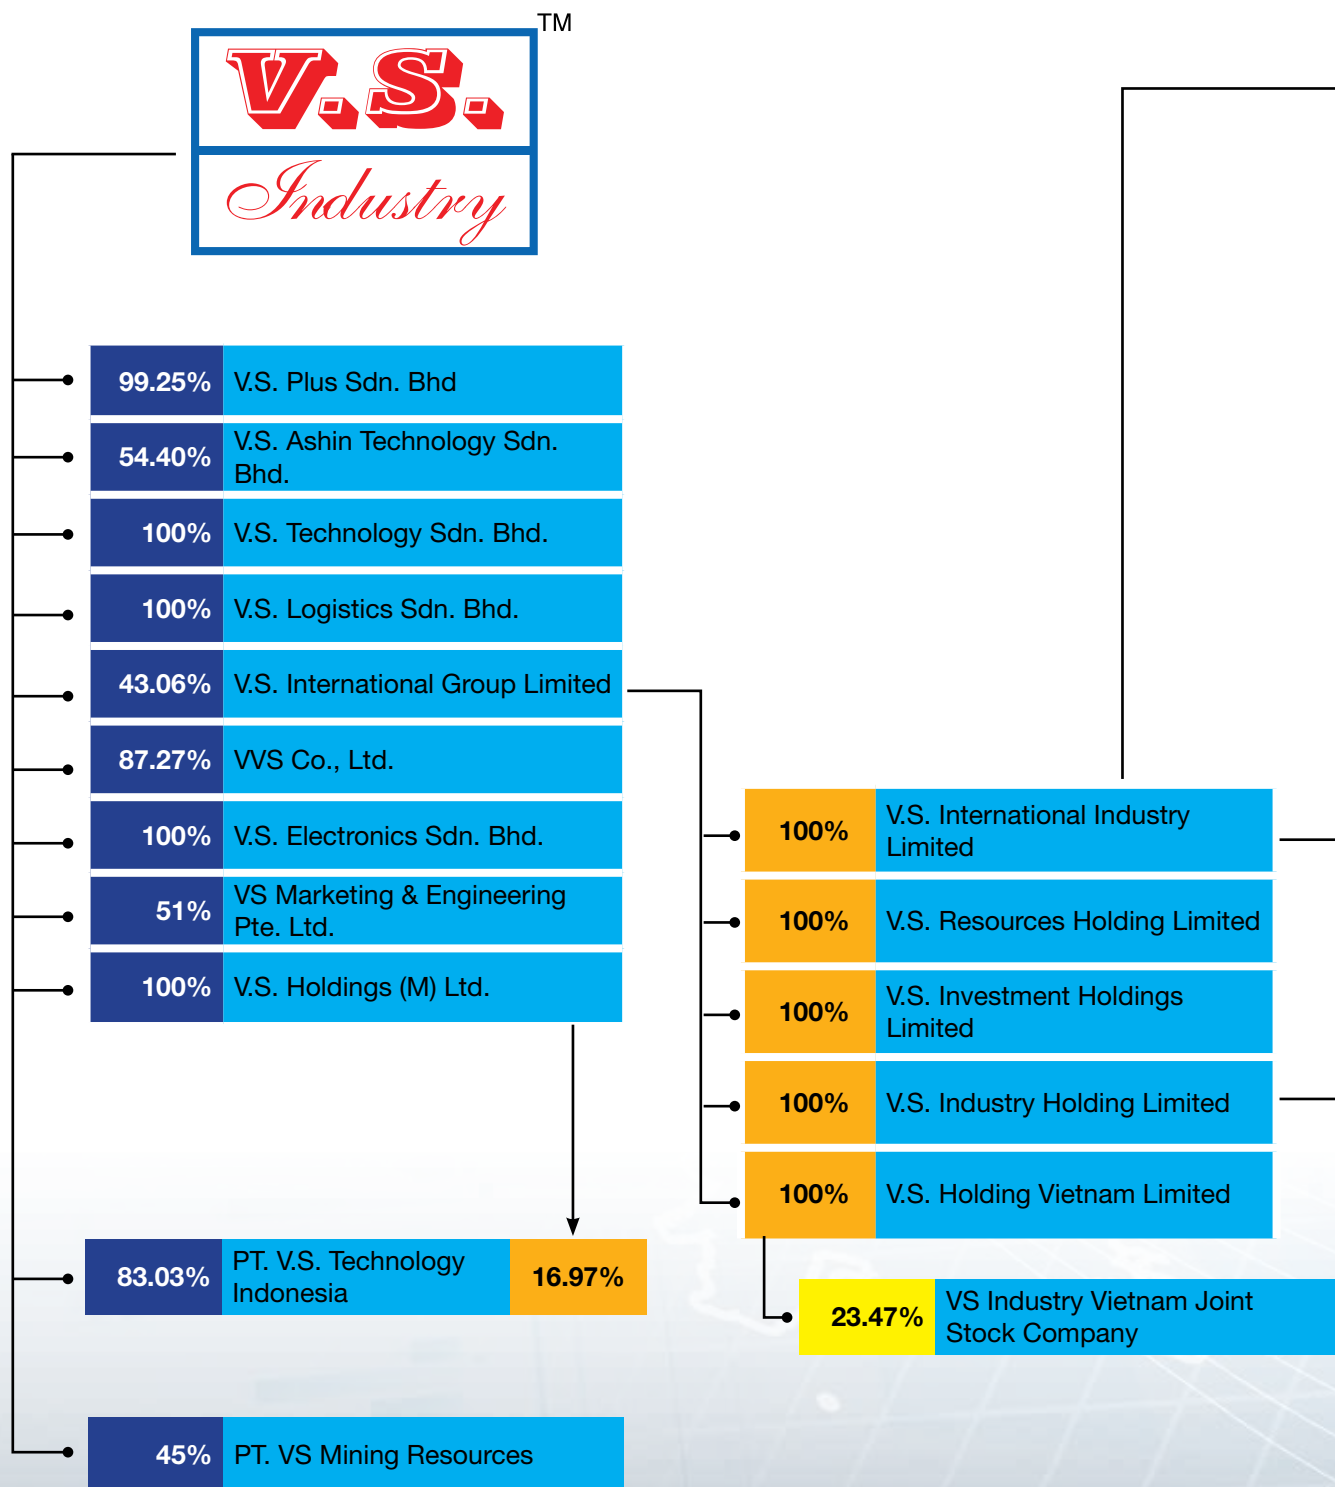 TM
V.S.
Industry
99.25% V.S. Plus Sdn. Bhd
54.40% V.S. Ashin Technology Sdn.
Bhd.
100% V.S. Technology Sdn. Bhd.
100% V.S. Logistics Sdn. Bhd.
43.06% V.S. International Group Limited
87.27% VVS Co., Ltd.
100% V.S. Electronics Sdn. Bhd.
51% VS Marketing & Engineering
Pte. Ltd.
100% V.S. Holdings (M) Ltd.
83.03% PT. V.S. Technology
Indonesia
16.97%
45% PT. VS Mining Resources
100% V.S. International Industry
Limited
100% V.S. Resources Holding Limited
100% V.S. Investment Holdings
Limited
100% V.S. Industry Holding Limited
100% V.S. Holding Vietnam Limited
23.47% VS Industry Vietnam Joint
Stock Company